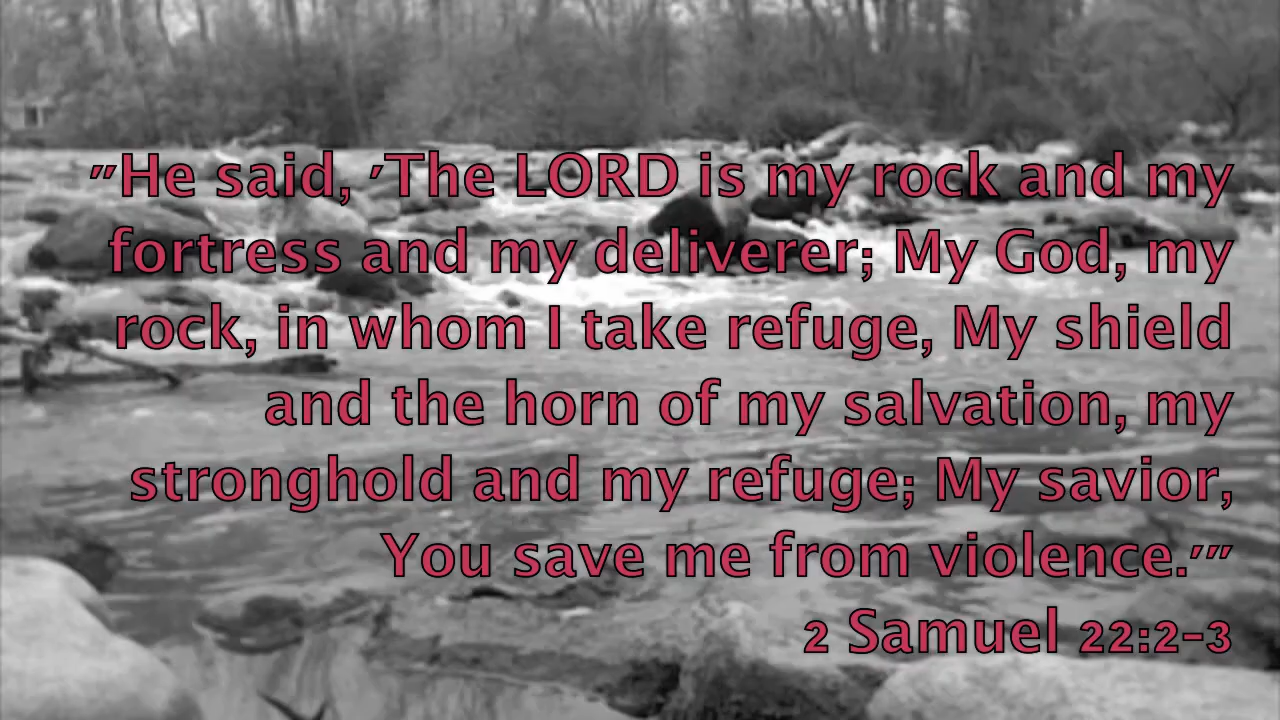 "He said, 'The LORD is my rock and my
fortress and my deliverer; My God, my
rock, in whom I take refuge, My shield
and the horn of my salvation, my
stronghold and my refuge; My savior,
You save me from violence.'"
2 Samuel 22:2-3